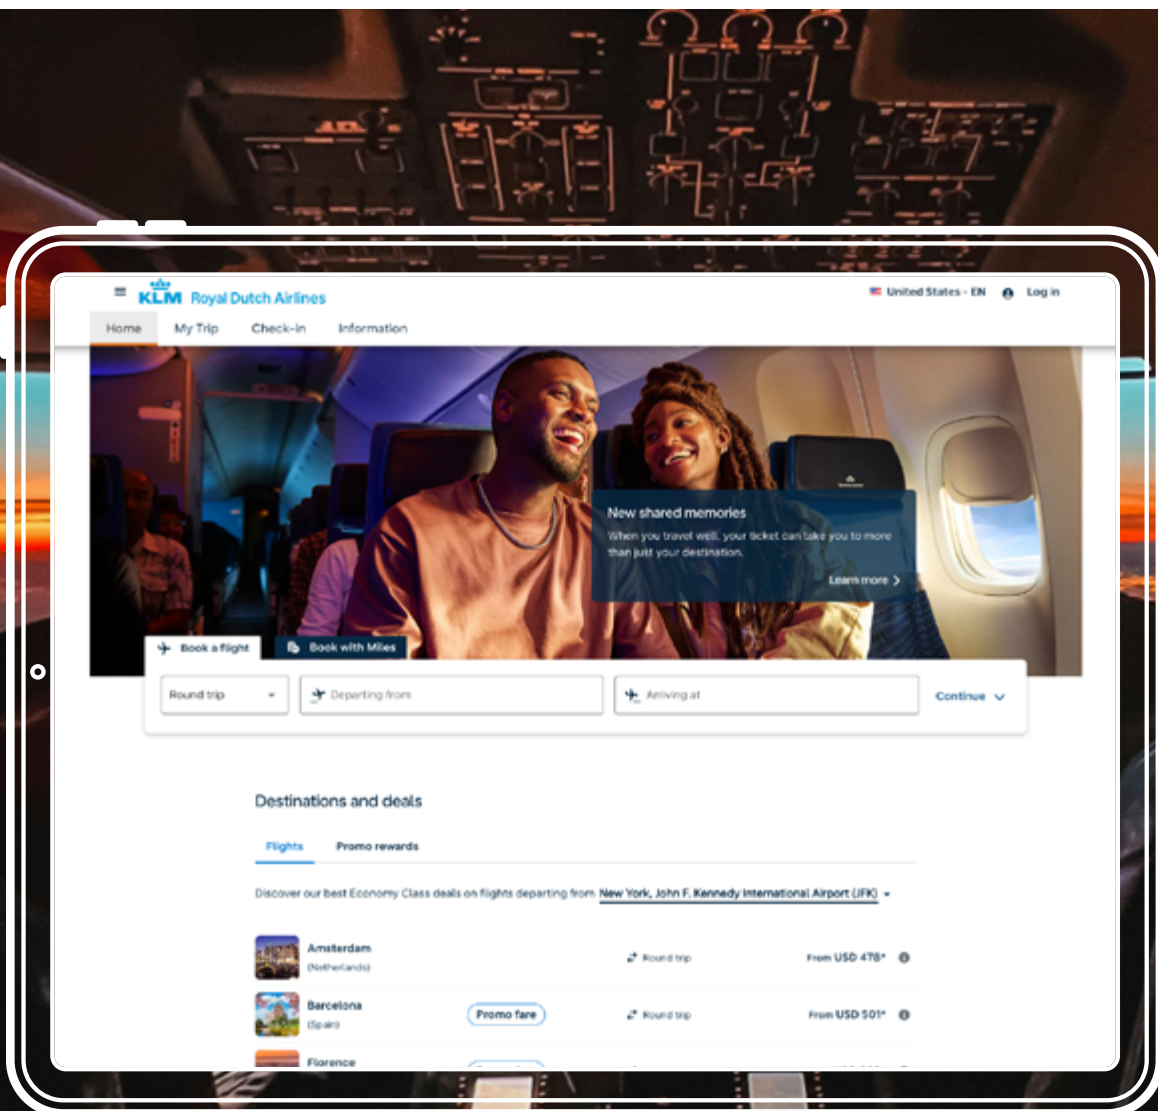 KLM Royal Dutch Airlines
United States - EN
Log in
Home
My Trip
Check-in
Information
New shared memories
When you travel well, your ticket can take you to more
than just your destination.
Learn more
Book a flight
Book with Miles
Round trip
Departing from
Arriving at
Continue
Destinations and deals
Flights
Promo rewards
Discover our best Economy Class deals on flights departing from New York, John F. Kennedy International Airport (JFK)
Amsterdam
(Netherlands)
Round trip
From USD 478*
Barcelona
(Spain)
Promo fare
Round trip
From USD 501*
Florence